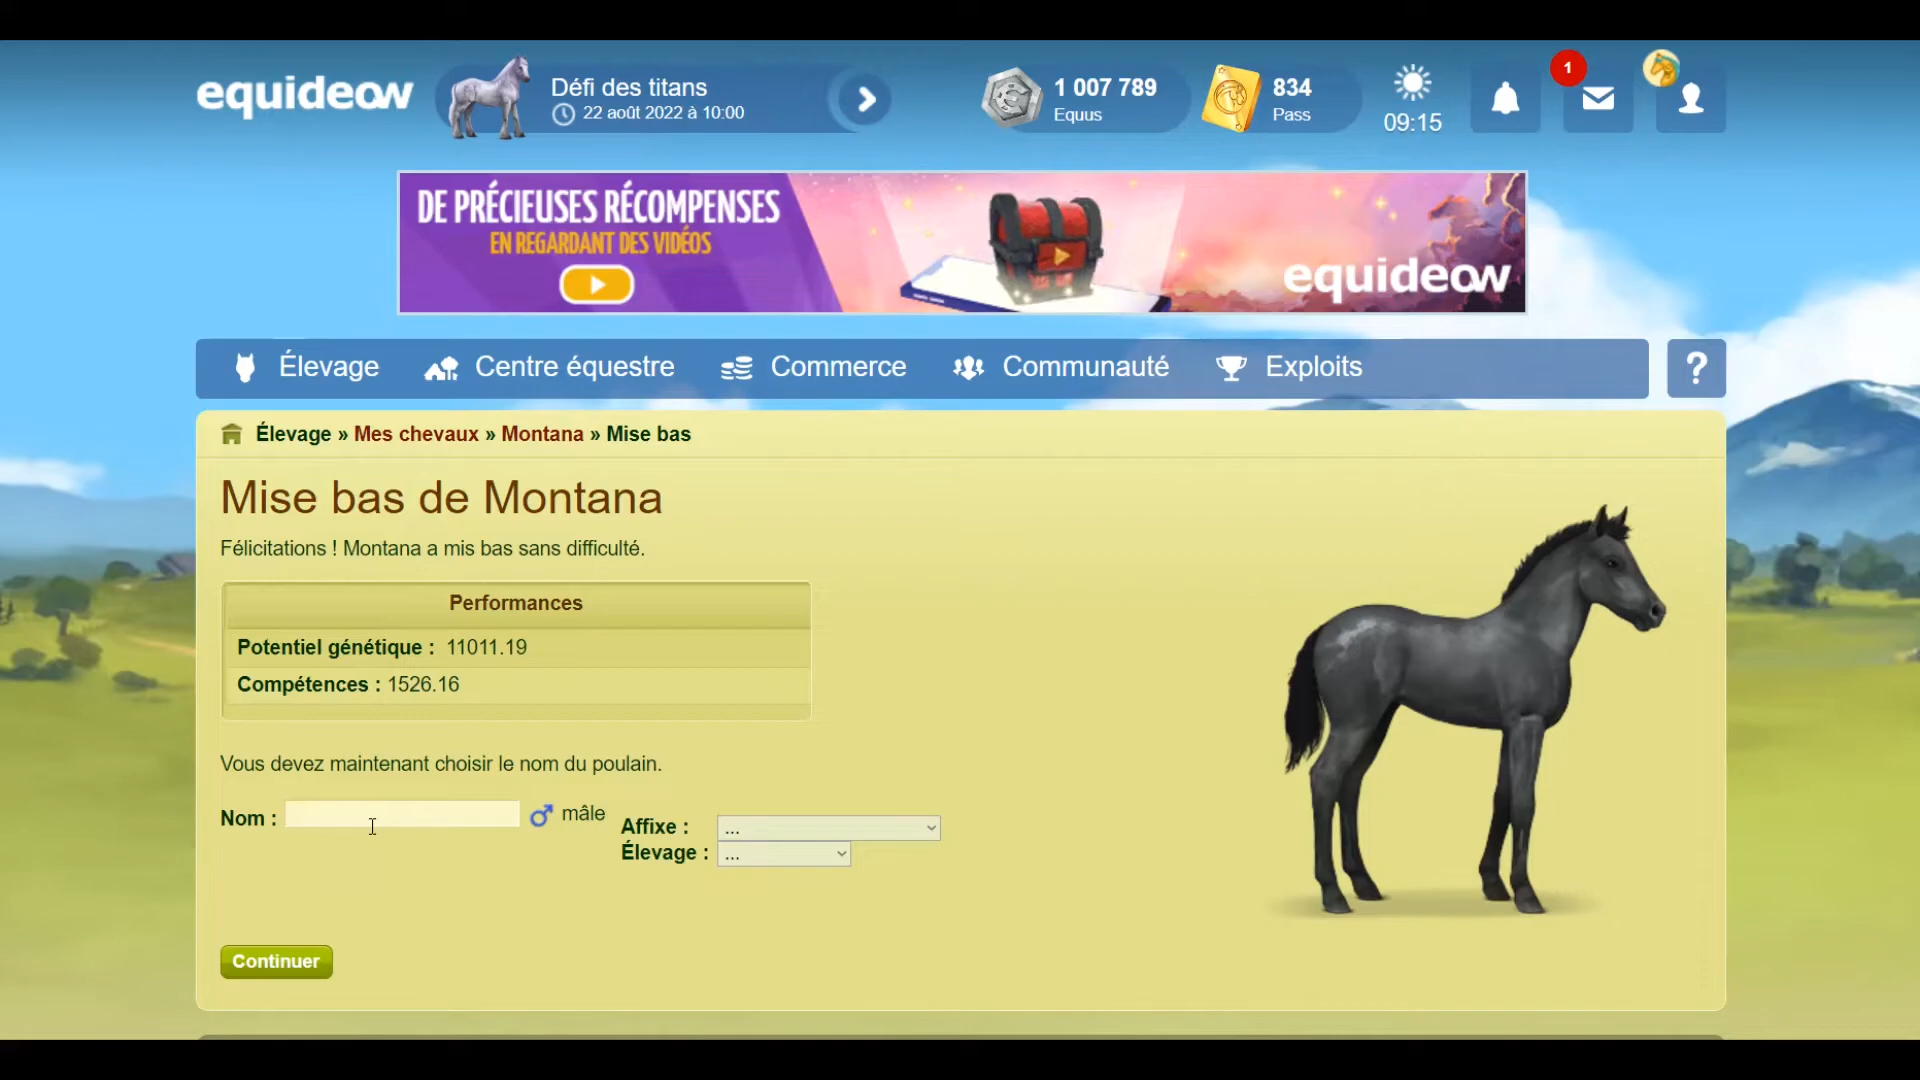 equideow
Défi des titans
22 août 2022 à 10:00
1 007 789
Equus
834
Pass
09:15
1
DE PRÉCIEUSES RÉCOMPENSES
EN REGARDANT DES VIDÉOS
equideow
Élevage
Centre équestre
Commerce
Communauté
Exploits
?
Élevage » Mes chevaux » Montana » Mise bas
Mise bas de Montana
Félicitations ! Montana a mis bas sans difficulté.
Performances
Potentiel génétique : 11011.19
Compétences : 1526.16
Vous devez maintenant choisir le nom du poulain.
Nom : ♂ mâle
Affixe : ...
Élevage : ...
Continuer